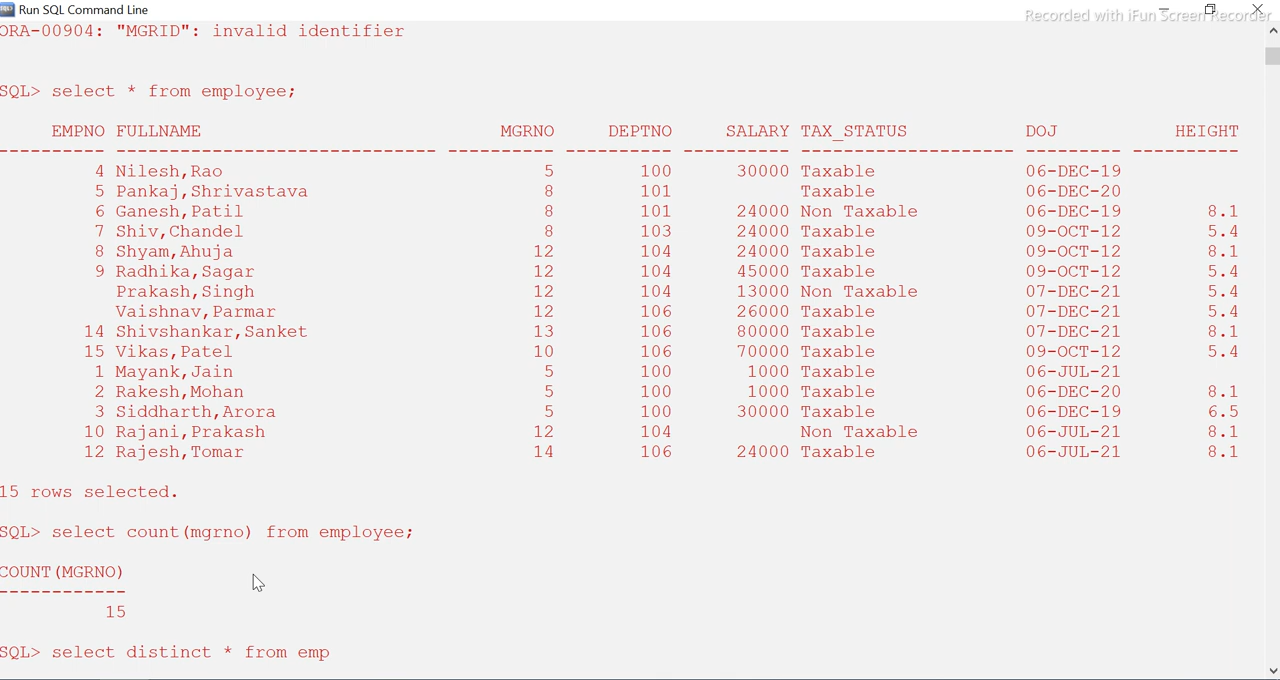 Run SQL Command Line
Recorded with iFun Screen Recorder
ORA-00904: "MGRID": invalid identifier
SQL> select * from employee;
EMPNO FULLNAME MGRNO DEPTNO SALARY TAX_STATUS DOJ HEIGHT
---------- ------------------------------ ---------- ---------- ---------- -------------------- --------- ----------
4 Nilesh,Rao 5 100 30000 Taxable 06-DEC-19
5 Pankaj,Shrivastava 8 101 Taxable 06-DEC-20
6 Ganesh,Patil 8 101 24000 Non Taxable 06-DEC-19 8.1
7 Shiv,Chandel 8 103 24000 Taxable 09-OCT-12 5.4
8 Shyam,Ahuja 12 104 24000 Taxable 09-OCT-12 8.1
9 Radhika,Sagar 12 104 45000 Taxable 09-OCT-12 5.4
Prakash,Singh 12 104 13000 Non Taxable 07-DEC-21 5.4
Vaishnav,Parmar 12 106 26000 Taxable 07-DEC-21 5.4
14 Shivshankar,Sanket 13 106 80000 Taxable 07-DEC-21 8.1
15 Vikas,Patel 10 106 70000 Taxable 09-OCT-12 5.4
1 Mayank,Jain 5 100 1000 Taxable 06-JUL-21
2 Rakesh,Mohan 5 100 1000 Taxable 06-DEC-20 8.1
3 Siddharth,Arora 5 100 30000 Taxable 06-DEC-19 6.5
10 Rajani,Prakash 12 104 Non Taxable 06-JUL-21 8.1
12 Rajesh,Tomar 14 106 24000 Taxable 06-JUL-21 8.1
15 rows selected.
SQL> select count(mgrno) from employee;
COUNT(MGRNO)
------------
15
SQL> select distinct * from emp